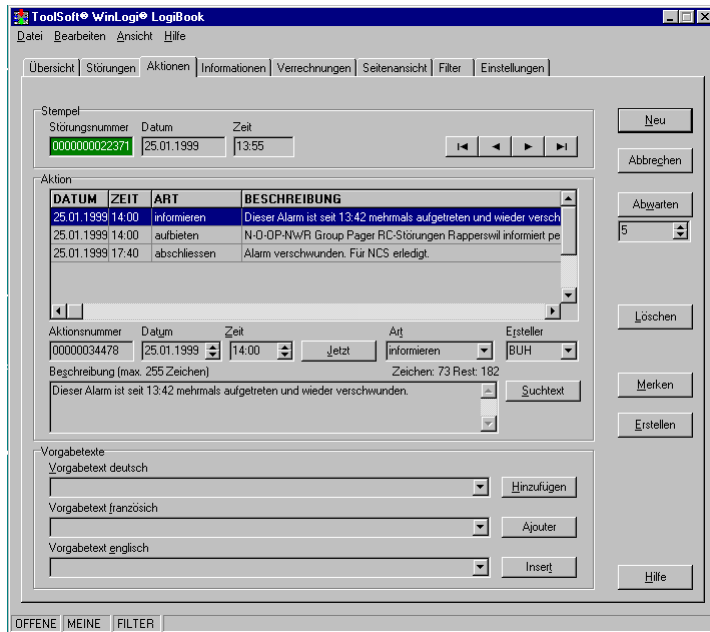 ToolSoft® WinLogi® LogiBook
Datei Bearbeiten Ansicht Hilfe
Übersicht Störungen Aktionen Informationen Verrechnungen Seitenansicht Filter Einstellungen
Stempel
Störungsnummer Datum Zeit
0000000022371 25.01.1999 13:55
Neu
Abbrechen
Aktion
DATUM ZEIT ART BESCHREIBUNG
25.01.1999 14:00 informieren Dieser Alarm ist seit 13:42 mehrmals aufgetreten und wieder versch
25.01.1999 14:00 aufbieten N-O-OP-NWR Group Pager RC-Störungen Rapperswil informiert pe
25.01.1999 17:40 abschliessen Alarm verschwunden. Für NCS erledigt.
Abwarten
5
Löschen
Aktionsnummer Datum Zeit Art Ersteller
00000034478 25.01.1999 14:00 Jetzt informieren BUH
Beschreibung (max. 255 Zeichen) Zeichen: 73 Rest: 182
Dieser Alarm ist seit 13:42 mehrmals aufgetreten und wieder verschwunden.
Suchtext
Merken
Erstellen
Vorgabetexte
Vorgabetext deutsch
Hinzufügen
Vorgabetext französich
Ajouter
Vorgabetext englisch
Insert
Hilfe
OFFENE MEINE FILTER